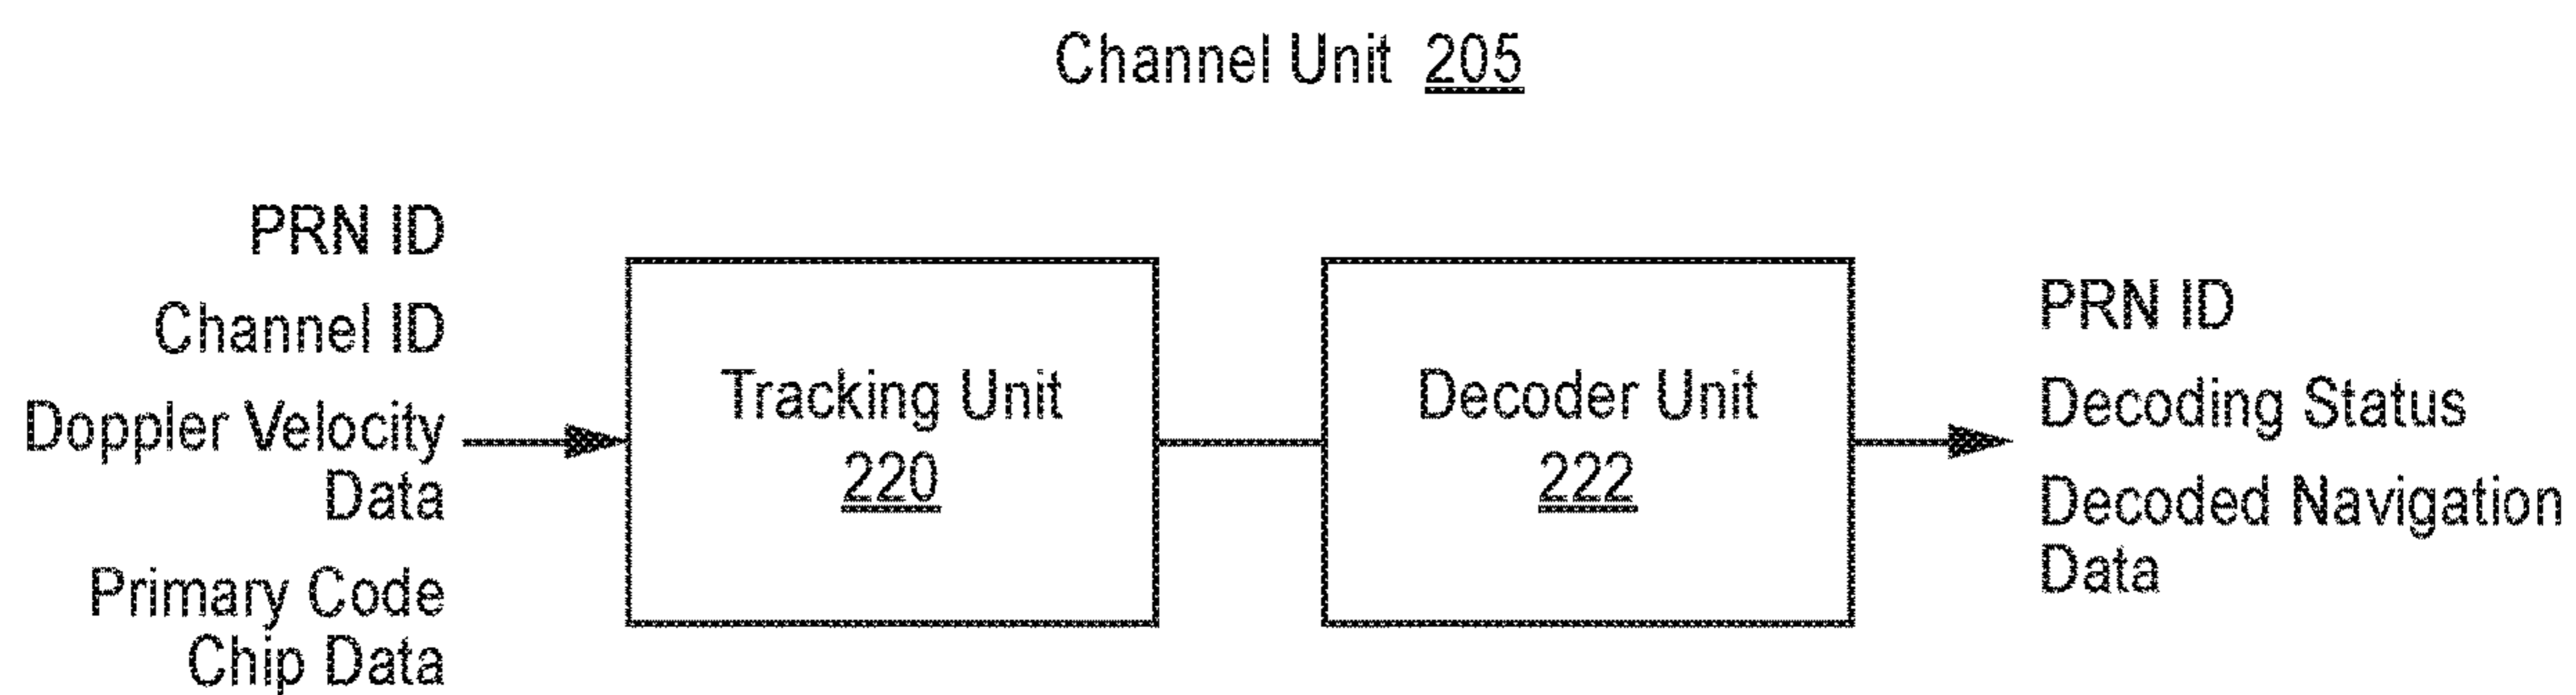 Channel Unit 205
PRN ID
Channel ID
Doppler Velocity
Data
Primary Code
Chip Data
Tracking Unit
220
Decoder Unit
222
PRN ID
Decoding Status
Decoded Navigation
Data